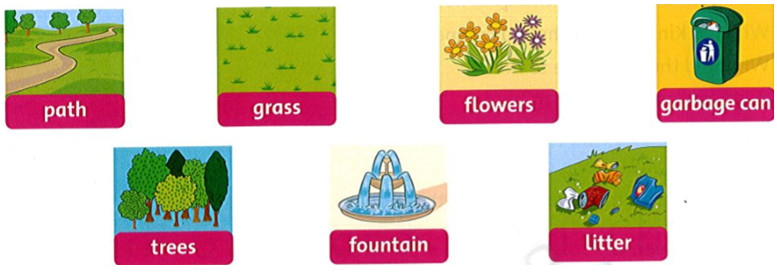 path
grass
flowers
garbage can
trees
fountain
litter